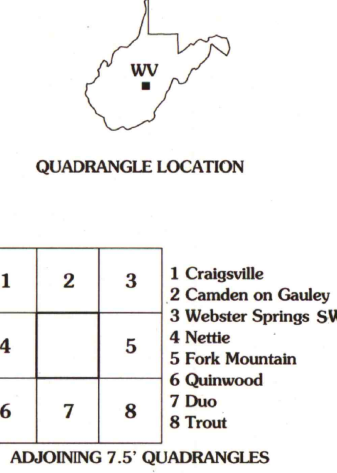 WV
QUADRANGLE LOCATION
1 2 3
4 5
6 7 8
1 Craigsville
2 Camden on Gauley
3 Webster Springs SW
4 Nettie
5 Fork Mountain
6 Quinwood
7 Duo
8 Trout
ADJOINING 7.5' QUADRANGLES